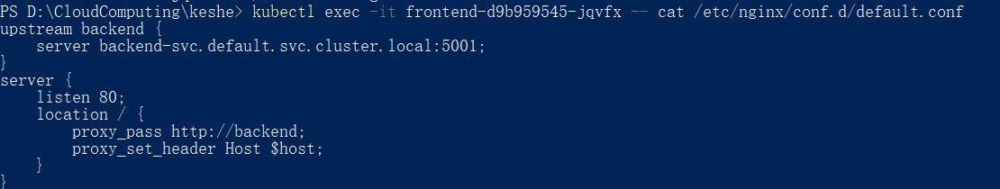 PS D:\CloudComputing\keshe> kubectl exec -it frontend-d9b959545-jqvfx -- cat /etc/nginx/conf.d/default.conf
upstream backend {
    server backend-svc.default.svc.cluster.local:5001;
}
server {
    listen 80;
    location / {
        proxy_pass http://backend;
        proxy_set_header Host $host;
    }
}